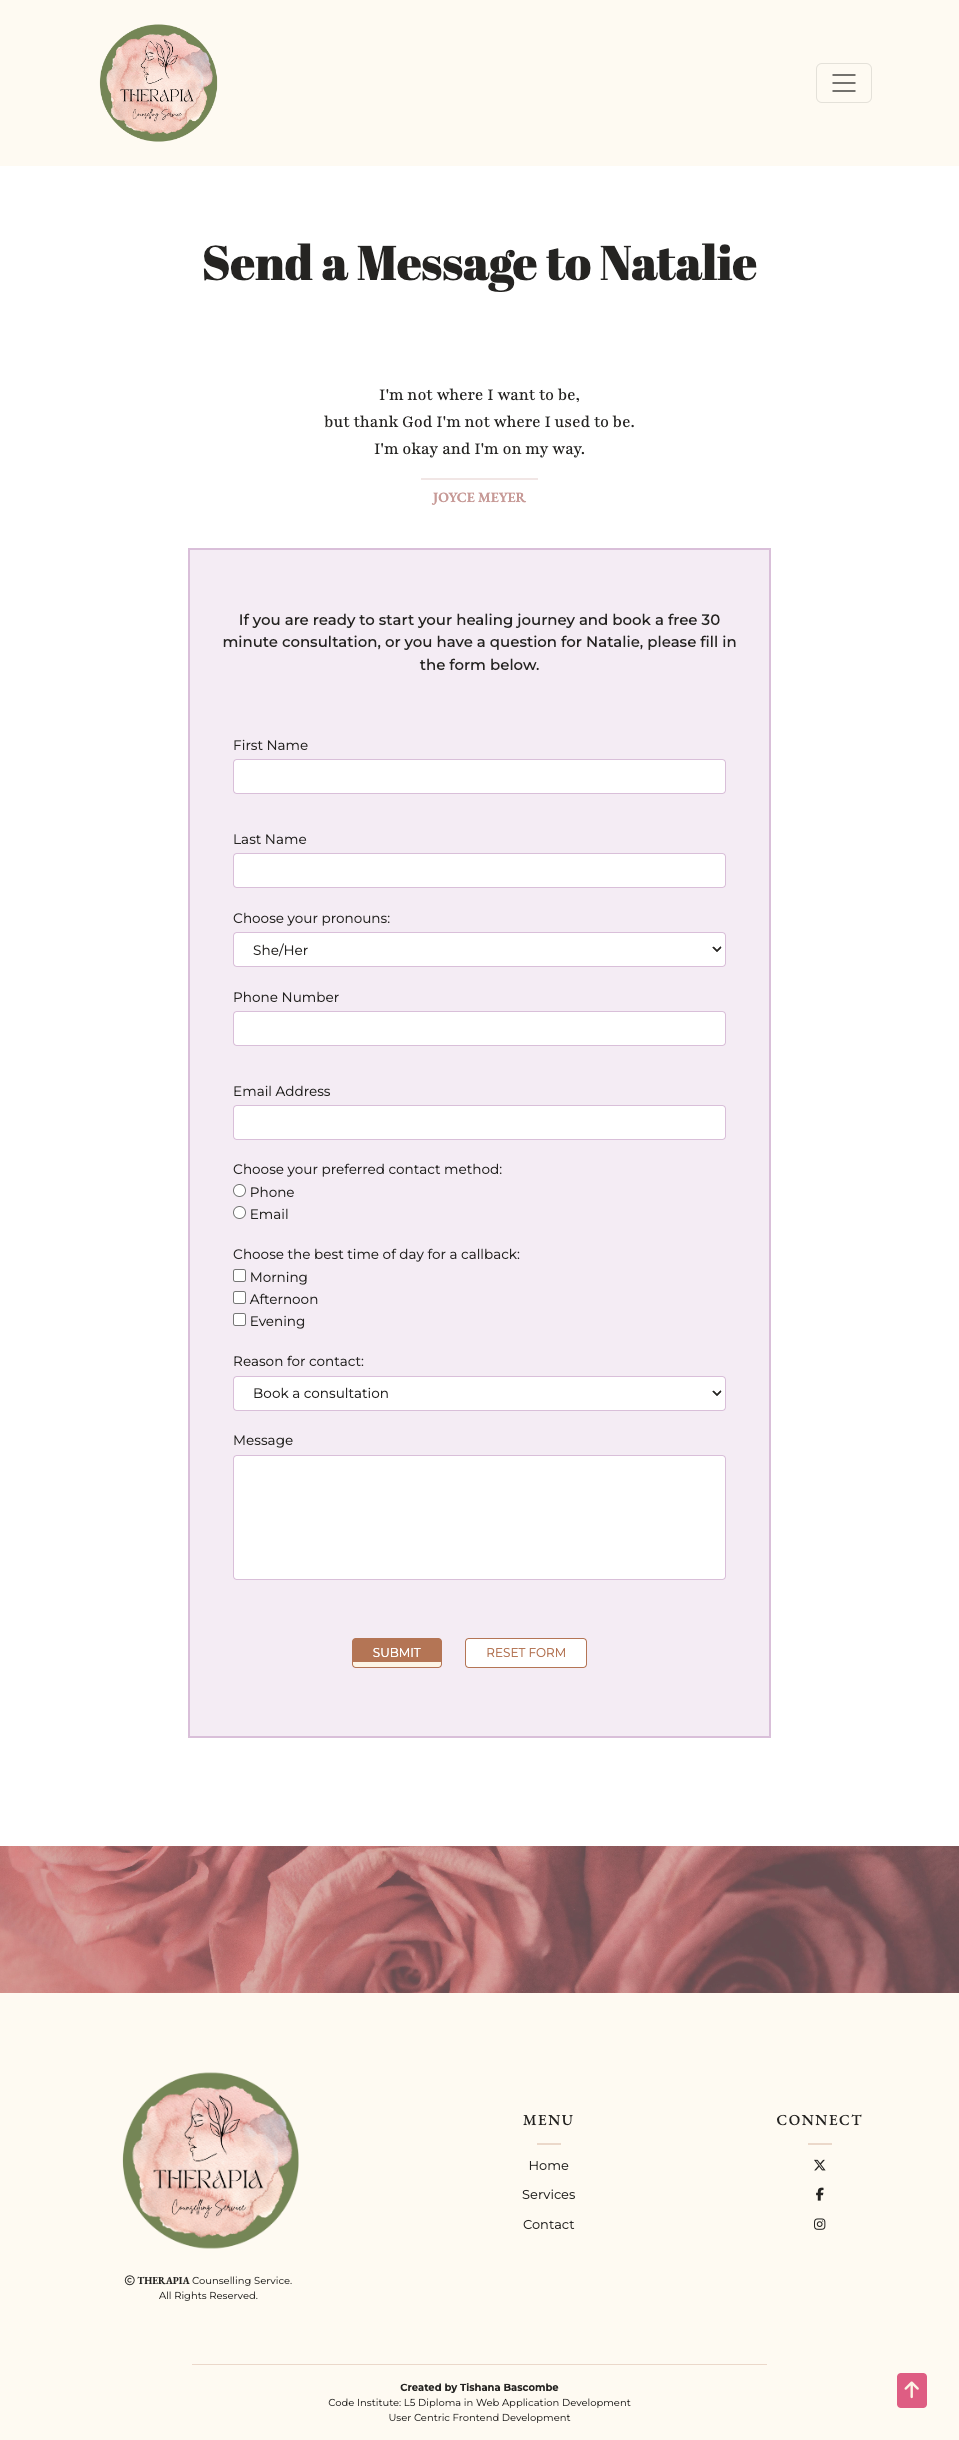 THERAPIA
Counselling Service
Send a Message to Natalie
I'm not where I want to be,
but thank God I'm not where I used to be.
I'm okay and I'm on my way.
JOYCE MEYER
If you are ready to start your healing journey and book a free 30
minute consultation, or you have a question for Natalie, please fill in
the form below.
First Name
Last Name
Choose your pronouns:
She/Her
Phone Number
Email Address
Choose your preferred contact method:
Phone
Email
Choose the best time of day for a callback:
Morning
Afternoon
Evening
Reason for contact:
Book a consultation
Message
SUBMIT RESET FORM
THERAPIA
Counselling Service
© THERAPIA Counselling Service.
All Rights Reserved.
MENU
Home
Services
Contact
CONNECT
Created by Tishana Bascombe
Code Institute: L5 Diploma in Web Application Development
User Centric Frontend Development